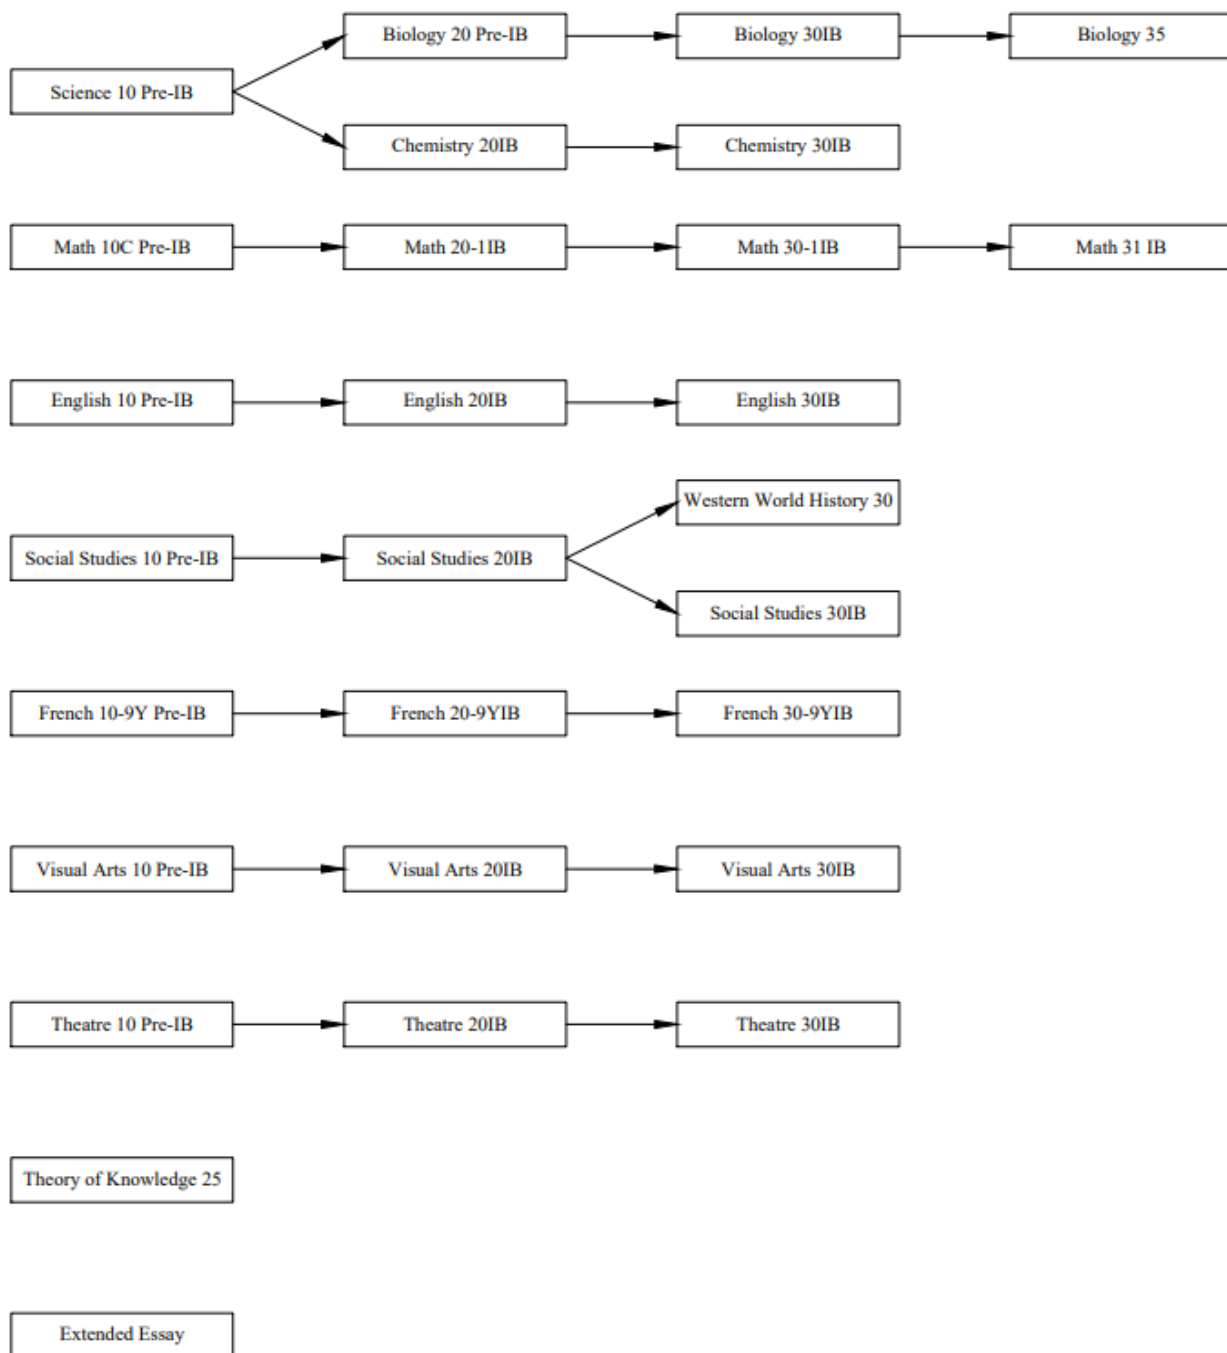 Biology 20 Pre-IB
Biology 30IB
Biology 35
Science 10 Pre-IB
Chemistry 20IB
Chemistry 30IB
Math 10C Pre-IB
Math 20-1IB
Math 30-1IB
Math 31 IB
English 10 Pre-IB
English 20IB
English 30IB
Western World History 30
Social Studies 10 Pre-IB
Social Studies 20IB
Social Studies 30IB
French 10-9Y Pre-IB
French 20-9YIB
French 30-9YIB
Visual Arts 10 Pre-IB
Visual Arts 20IB
Visual Arts 30IB
Theatre 10 Pre-IB
Theatre 20IB
Theatre 30IB
Theory of Knowledge 25
Extended Essay